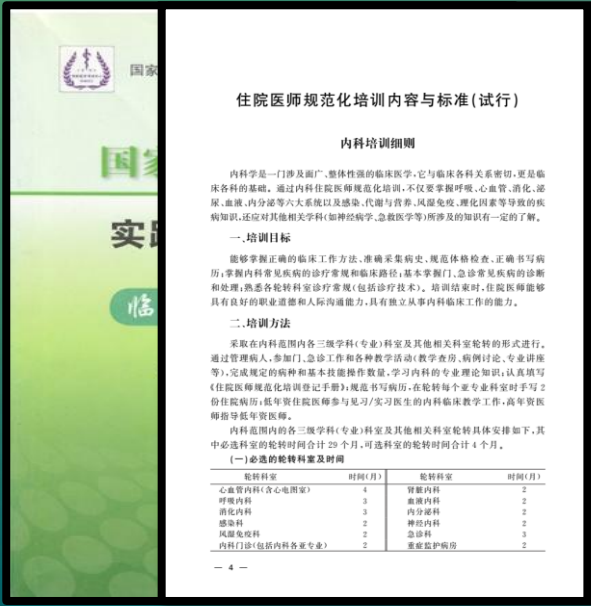 国家
国家
实践
临
住院医师规范化培训内容与标准(试行)
内科培训细则
内科学是一门涉及面广、整体性强的临床医学,它与临床各科关系密切,更是临
床各科的基础。通过内科住院医师规范化培训,不仅要掌握呼吸、心血管、消化、泌
尿、血液、内分泌等六大系统以及感染、代谢与营养、风湿免疫、理化因素等导致的疾
病知识,还应对其他相关学科(如神经病学、急救医学等)所涉及的知识有一定的了解。
一、培训目标
能够掌握正确的临床工作方法、准确采集病史、规范体格检查、正确书写病
历;掌握内科常见疾病的诊疗常规和临床路径;基本掌握门、急诊常见疾病的诊断
和处理;熟悉各轮转科室诊疗常规(包括诊疗技术)。培训结束时,住院医师能够
具有良好的职业道德和人际沟通能力,具有独立从事内科临床工作的能力。
二、培训方法
采取在内科范围内各三级学科(专业)科室及其他相关科室轮转的形式进行。
通过管理病人,参加门、急诊工作和各种教学活动(教学查房、病例讨论、专业讲座
等),完成规定的病种和基本技能操作数量,学习内科的专业理论知识;认真填写
《住院医师规范化培训登记手册》;规范书写病历,在轮转每个亚专业科室时手写 2
份住院病历;低年资住院医师参与见习/实习医生的内科临床教学工作,高年资医
师指导低年资医师。
内科范围内的各三级学科(专业)科室及其他相关科室轮转具体安排如下,其
中必选科室的轮转时间合计 29 个月,可选科室的轮转时间合计 4 个月。
(一)必选的轮转科室及时间
轮转科室 时间(月) 轮转科室 时间(月)
心血管内科(含心电图室) 4 肾脏内科 2
呼吸内科 3 血液内科 2
消化内科 3 内分泌科 2
感染科 2 神经内科 2
风湿免疫科 2 急诊科 3
内科门诊(包括内科各亚专业) 2 重症监护病房 2
— 4 —